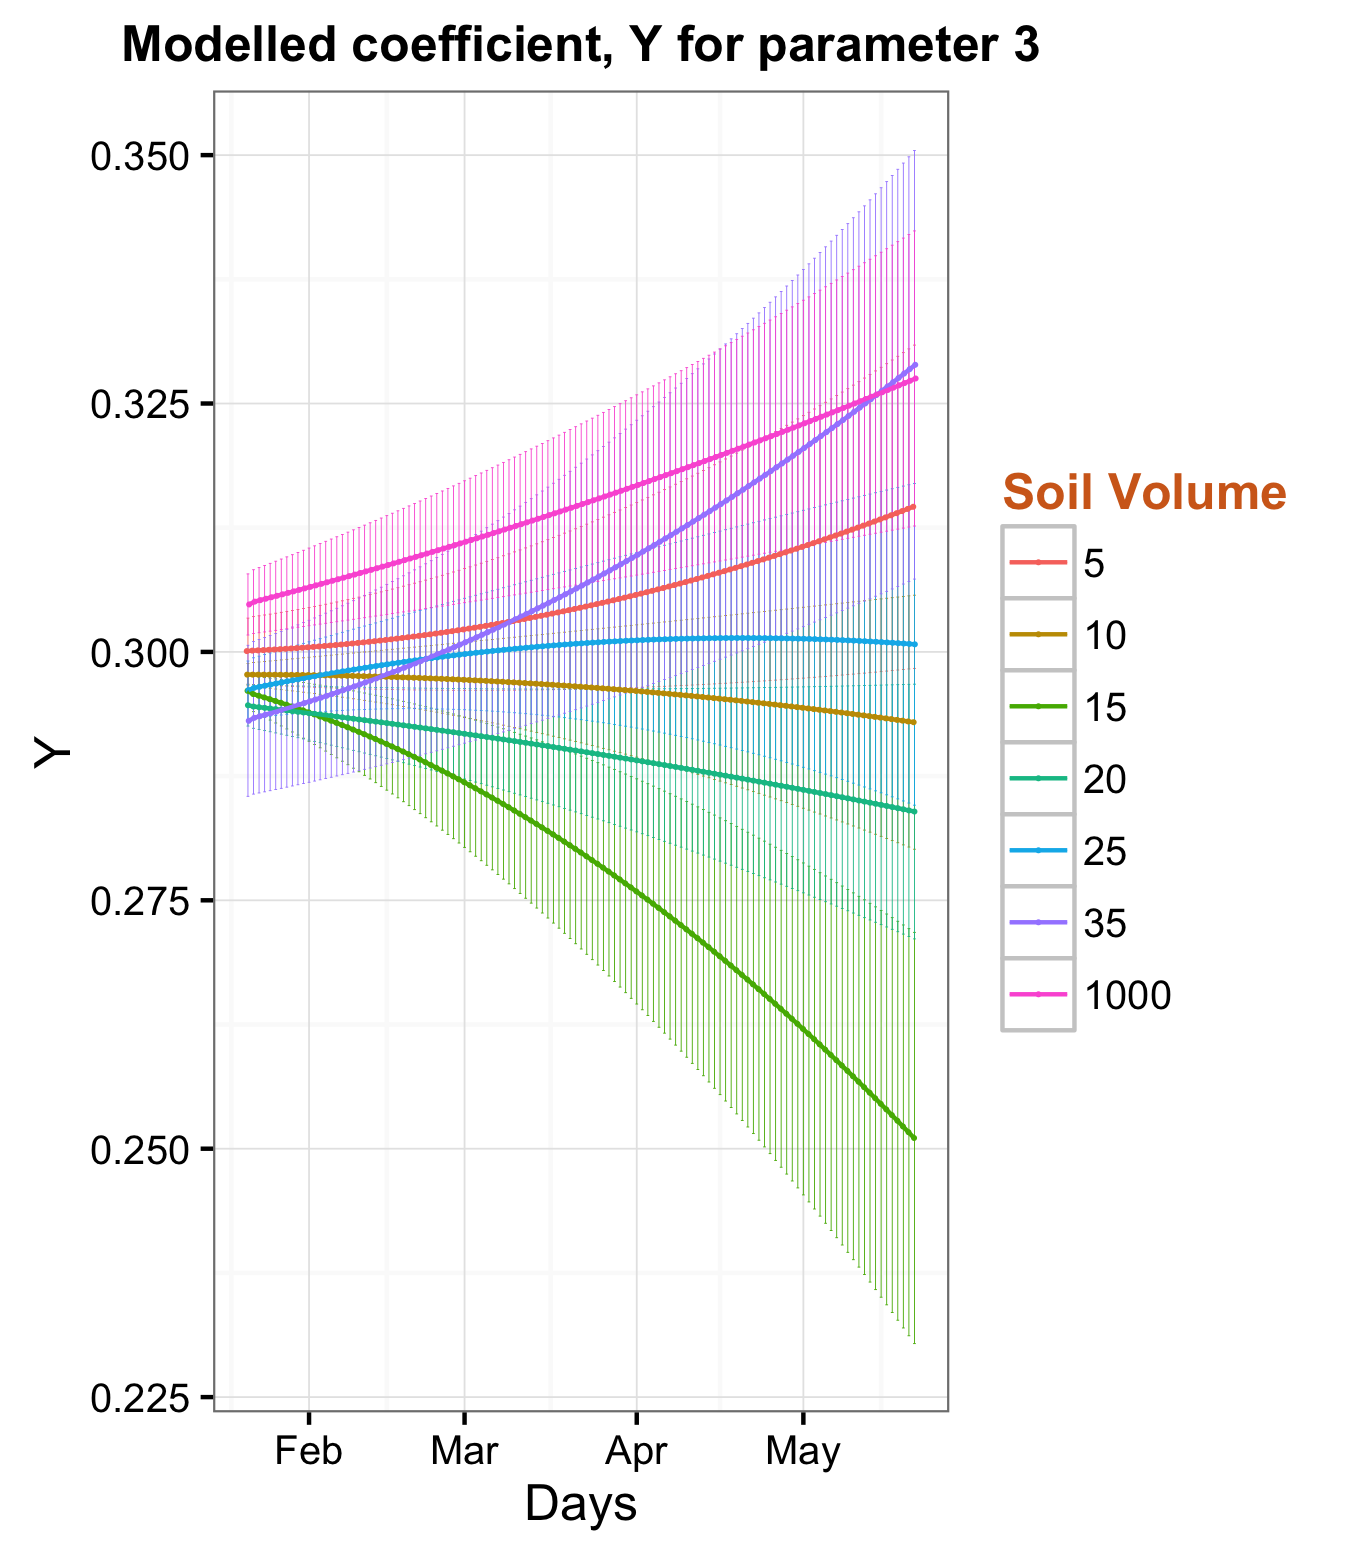 Modelled coefficient, Y for parameter 3
0.350
0.325
0.300
0.275
0.250
0.225
Y
Feb Mar Apr May
Days
Soil Volume
5
10
15
20
25
35
1000